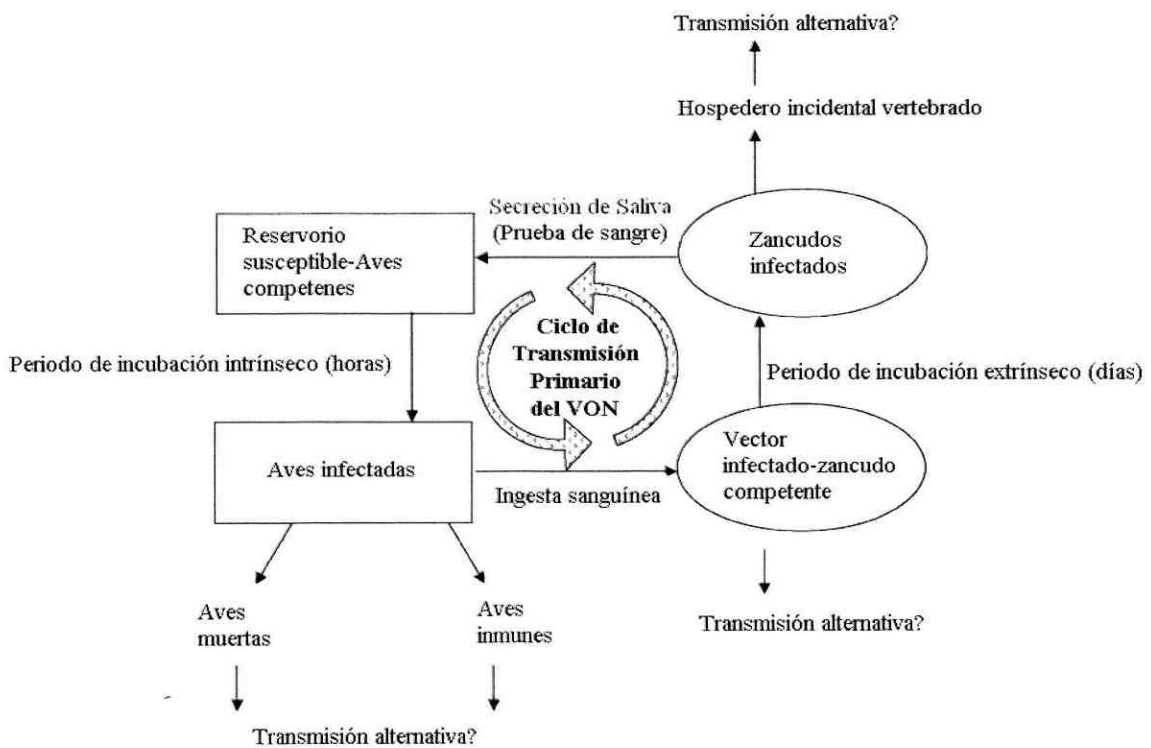 Transmisión alternativa?
Hospedero incidental vertebrado
Secreción de Saliva
(Prueba de sangre)
Reservorio
susceptible-Aves
competenes
Zancudos
infectados
Ciclo de
Transmisión
Primario
del VON
Periodo de incubación intrínseco (horas)
Periodo de incubación extrínseco (días)
Aves infectadas
Ingesta sanguínea
Vector
infectado-zancudo
competente
Aves
muertas
Aves
inmunes
Transmisión alternativa?
Transmisión alternativa?